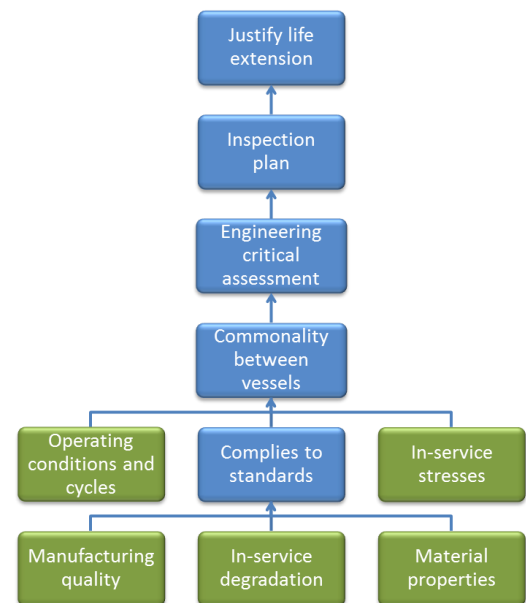 Justify life
extension
Inspection
plan
Engineering
critical
assessment
Commonality
between
vessels
Operating
conditions and
cycles
Complies to
standards
In-service
stresses
Manufacturing
quality
In-service
degradation
Material
properties